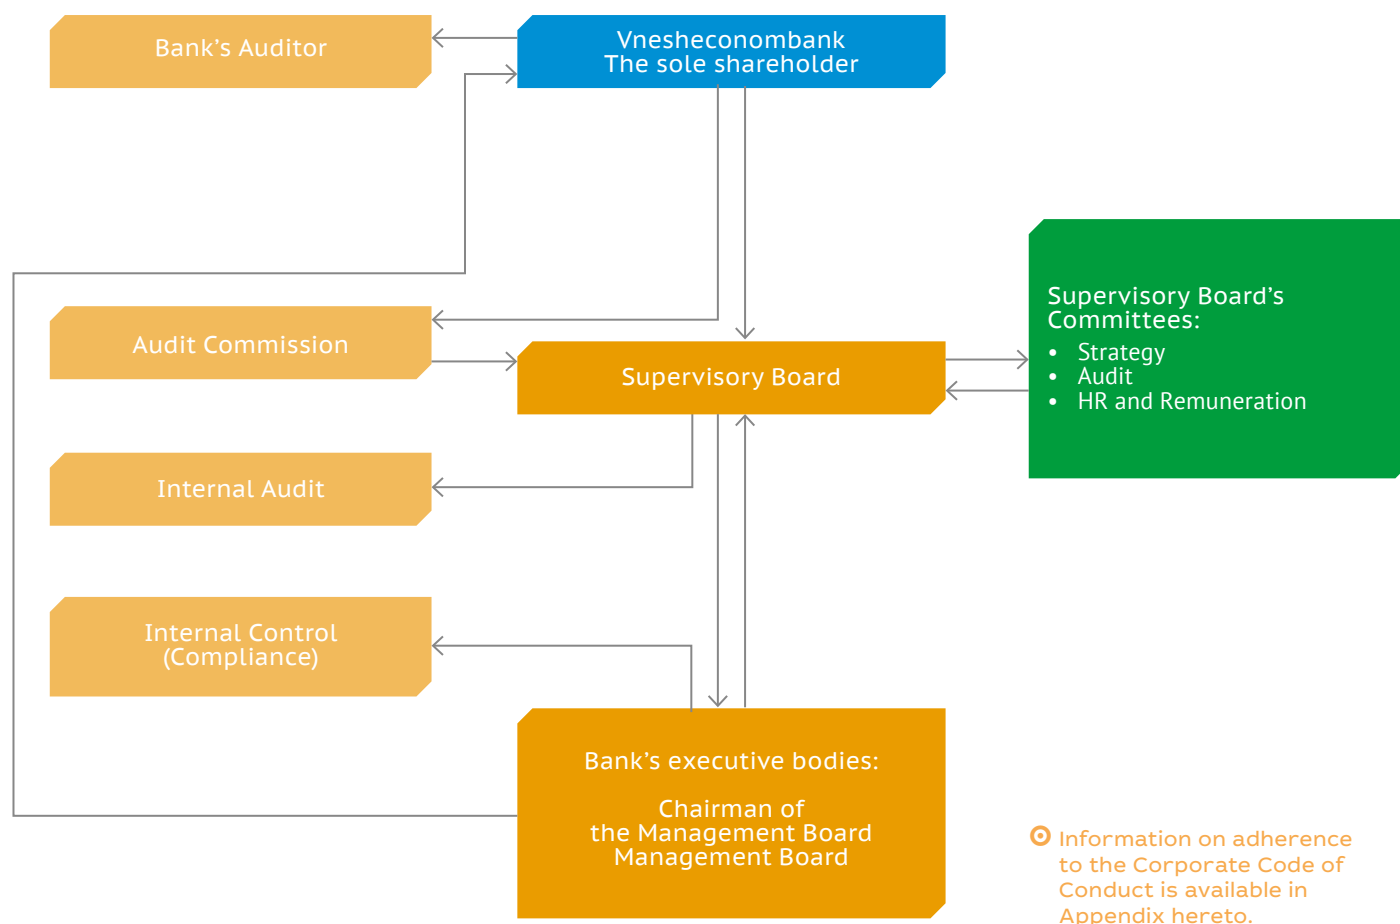 Bank's Auditor
Vnesheconombank
The sole shareholder
Supervisory Board's
Committees:
• Strategy
• Audit
• HR and Remuneration
Audit Commission
Supervisory Board
Internal Audit
Internal Control
(Compliance)
Bank's executive bodies:
Chairman of
the Management Board
Management Board
Information on adherence
to the Corporate Code of
Conduct is available in
Appendix hereto.